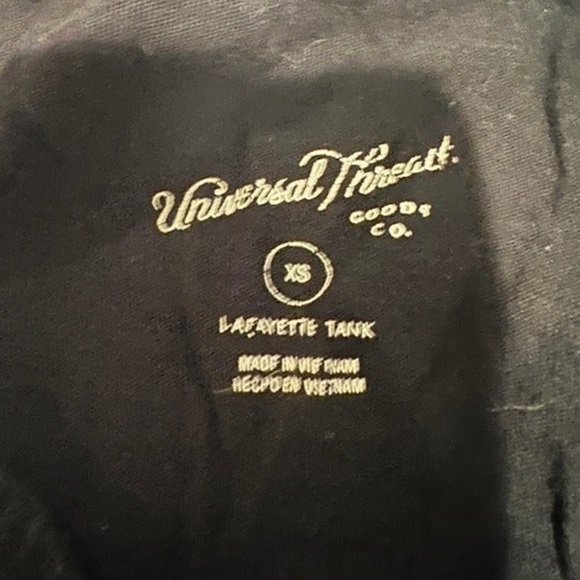 Universal Thread.
GOODS
CO.
XS
LAFAYETTE TANK
MADE IN VIETNAM
HECHO EN VIETNAM